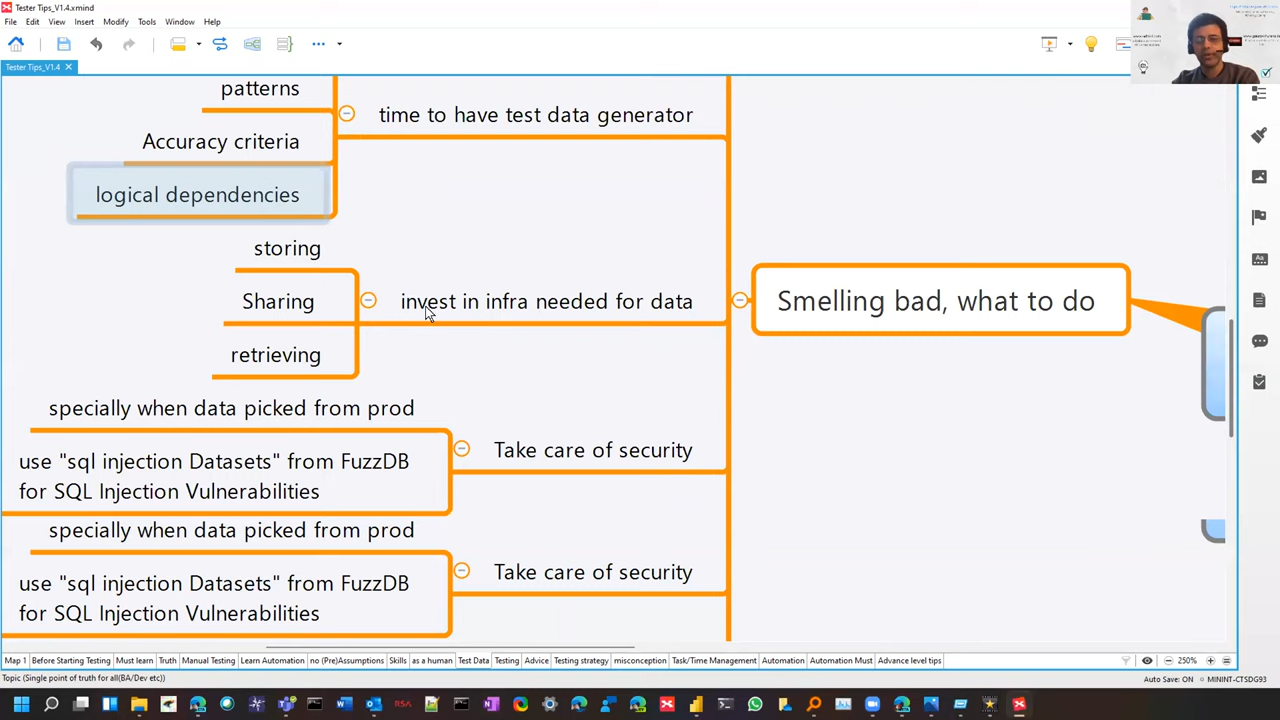 Tester Tips_V1.4.xmind
File Edit View Insert Modify Tools Window Help
Tester Tips_V1.4
patterns
Accuracy criteria
logical dependencies
time to have test data generator
storing
Sharing
retrieving
invest in infra needed for data
Smelling bad, what to do
specially when data picked from prod
use "sql injection Datasets" from FuzzDB
for SQL Injection Vulnerabilities
Take care of security
specially when data picked from prod
use "sql injection Datasets" from FuzzDB
for SQL Injection Vulnerabilities
Take care of security
Map 1 Before Starting Testing Must learn Truth Manual Testing Learn Automation no (Pre)Assumptions Skills as a human Test Data Testing Advice Testing strategy misconception Task/Time Management Automation Automation Must Advance level tips
250%
Topic (Single point of truth for all(BA/Dev etc))
Auto Save: ON MININT-CTSDG93
RSA